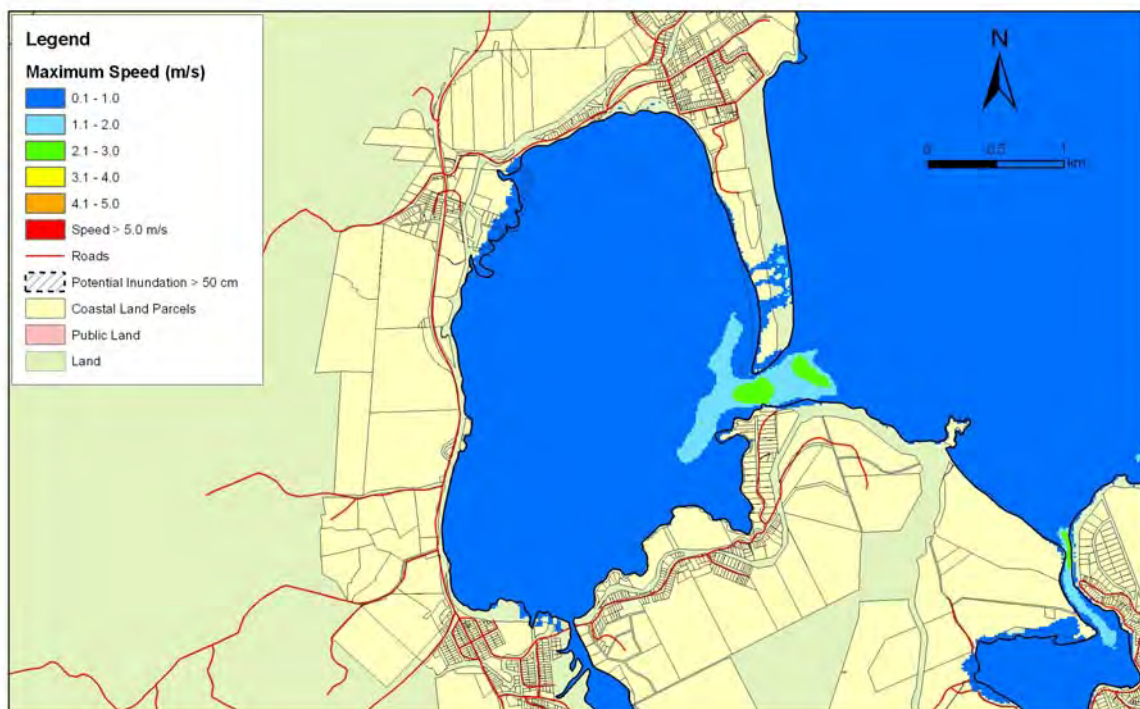 Legend
Maximum Speed (m/s)
0.1 - 1.0
1.1 - 2.0
2.1 - 3.0
3.1 - 4.0
4.1 - 5.0
Speed > 5.0 m/s
Roads
Potential Inundation > 50 cm
Coastal Land Parcels
Public Land
Land
N
0 0.5 1
km